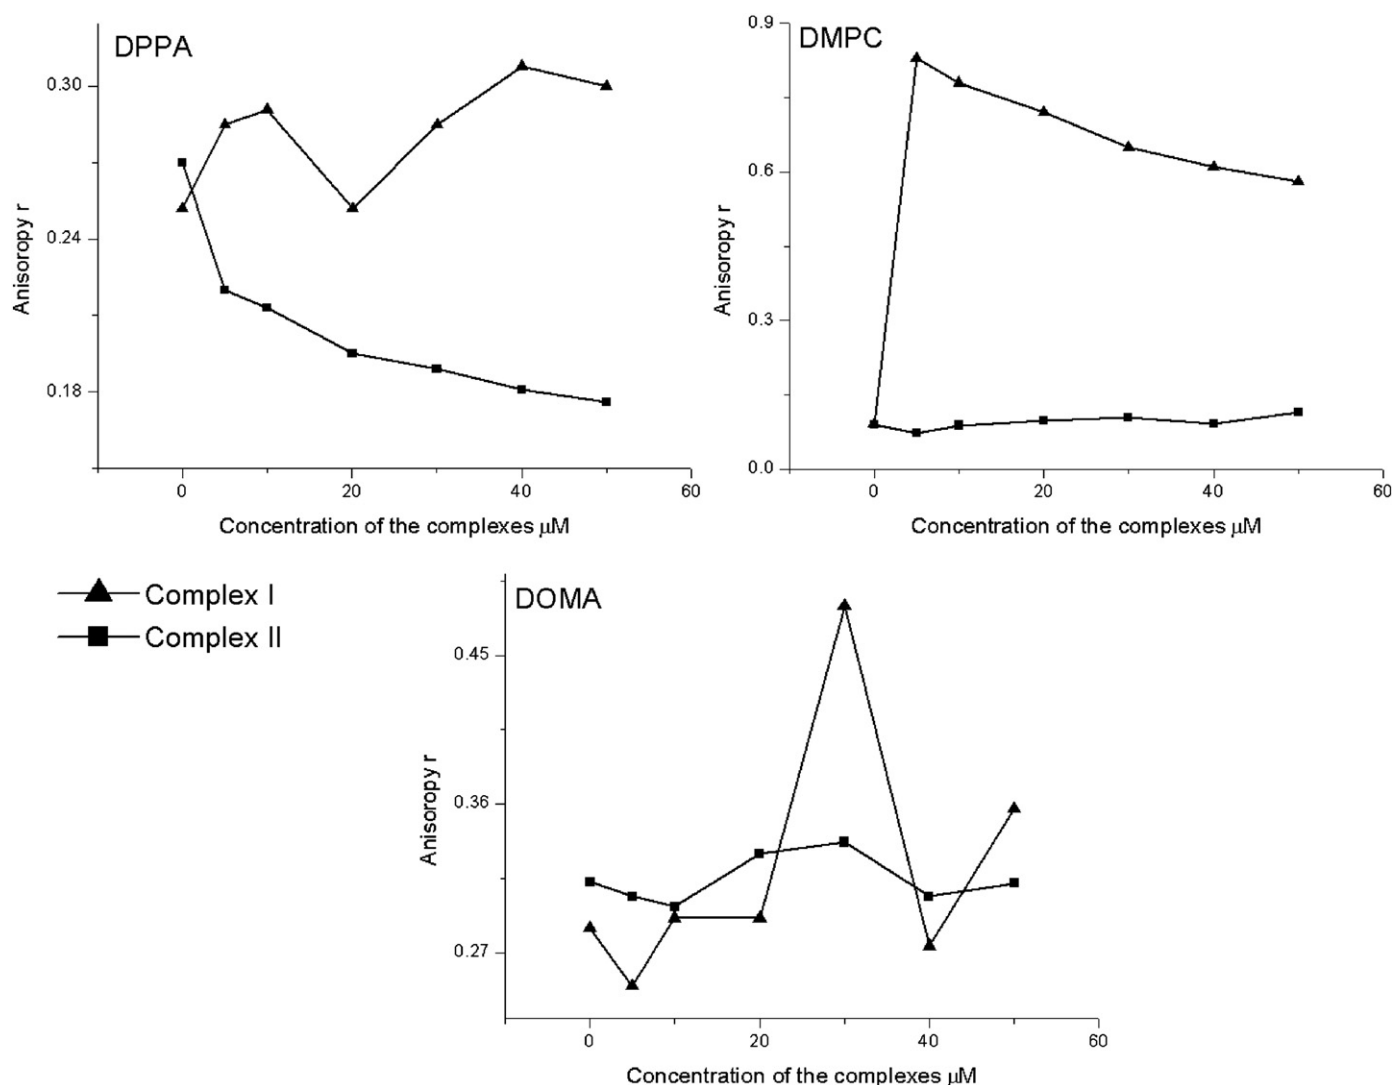 DPPA
0.30
0.24
0.18
Anisoropy r
0
20
40
60
Concentration of the complexes μM
DMPC
0.9
0.6
0.3
0.0
Anisoropy r
0
20
40
60
Concentration of the complexes μM
Complex I
Complex II
DOMA
0.45
0.36
0.27
Anisoropy r
0
20
40
60
Concentration of the complexes μM